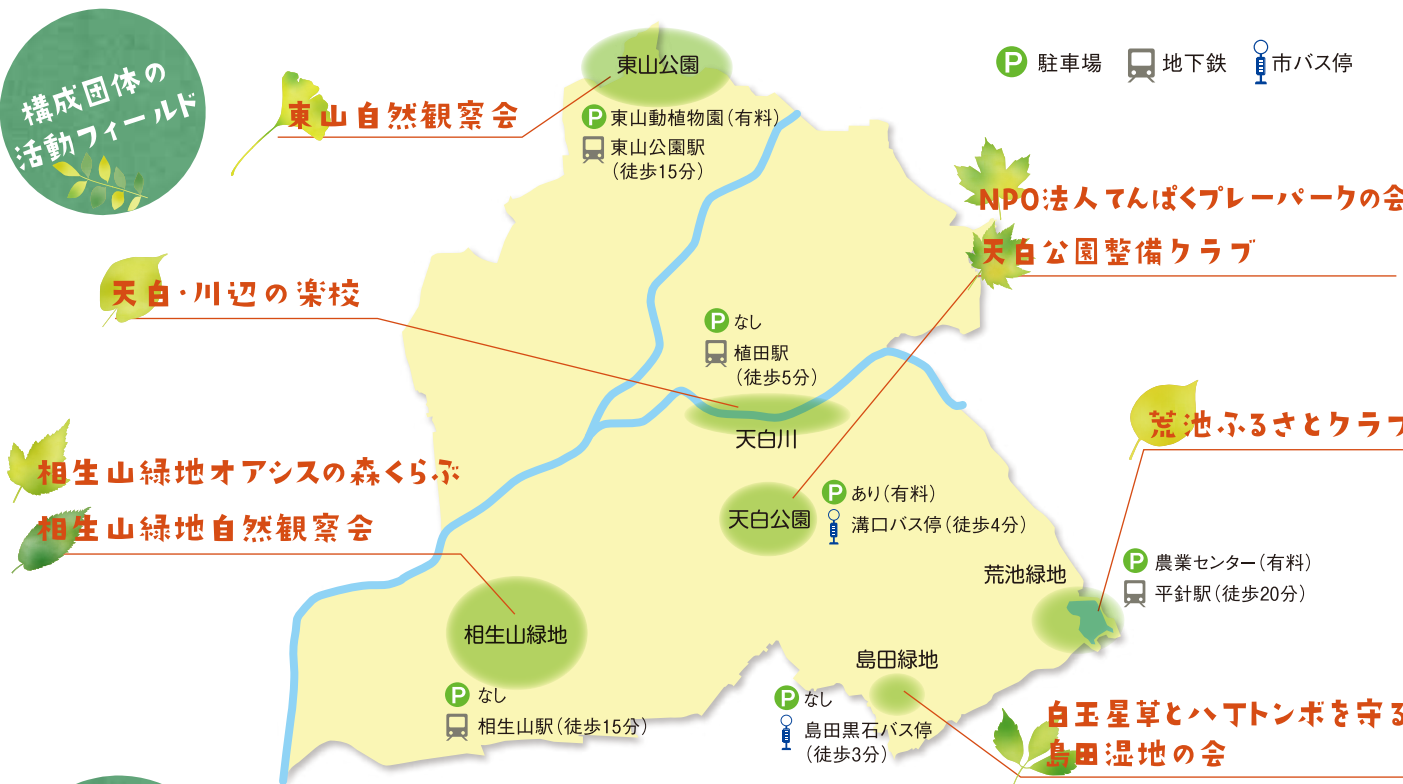 構成団体の
活動フィールド
P 駐車場 地下鉄 市バス停
東山公園
東山自然観察会
P 東山動植物園(有料)
東山公園駅
(徒歩15分)
NPO法人てんぱくプレーパークの会
天白公園整備クラブ
天白・川辺の楽校
P なし
植田駅
(徒歩5分)
天白川
荒池ふるさとクラブ
相生山緑地オアシスの森くらぶ
相生山緑地自然観察会
天白公園
P あり(有料)
溝口バス停(徒歩4分)
荒池緑地
P 農業センター(有料)
平針駅(徒歩20分)
相生山緑地
P なし
相生山駅(徒歩15分)
島田緑地
P なし
島田黒石バス停
(徒歩3分)
白玉星草とハ丁トンボを守る
島田湿地の会